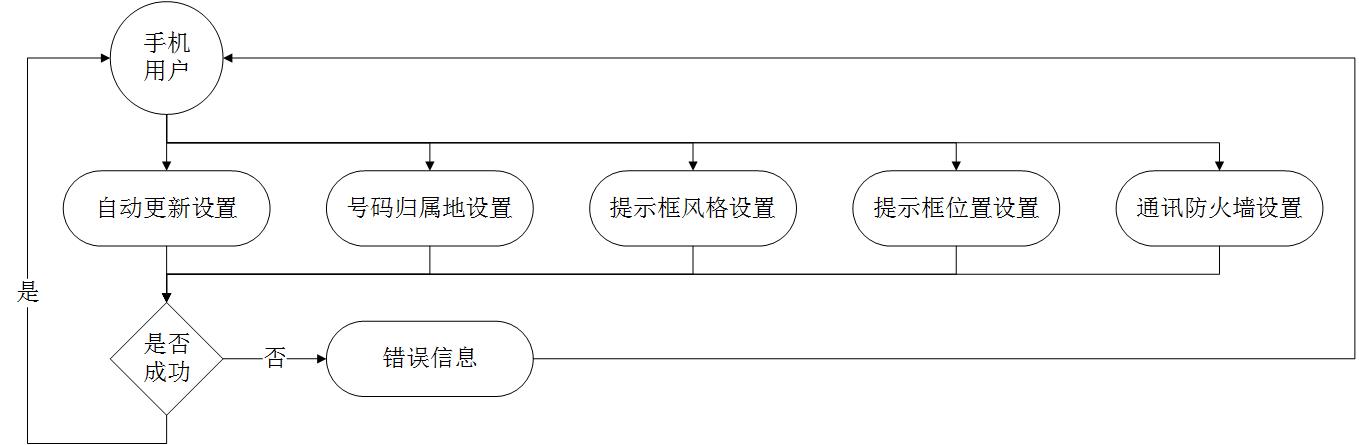 手机
用户
自动更新设置
号码归属地设置
提示框风格设置
提示框位置设置
通讯防火墙设置
是
是否
成功
否
错误信息